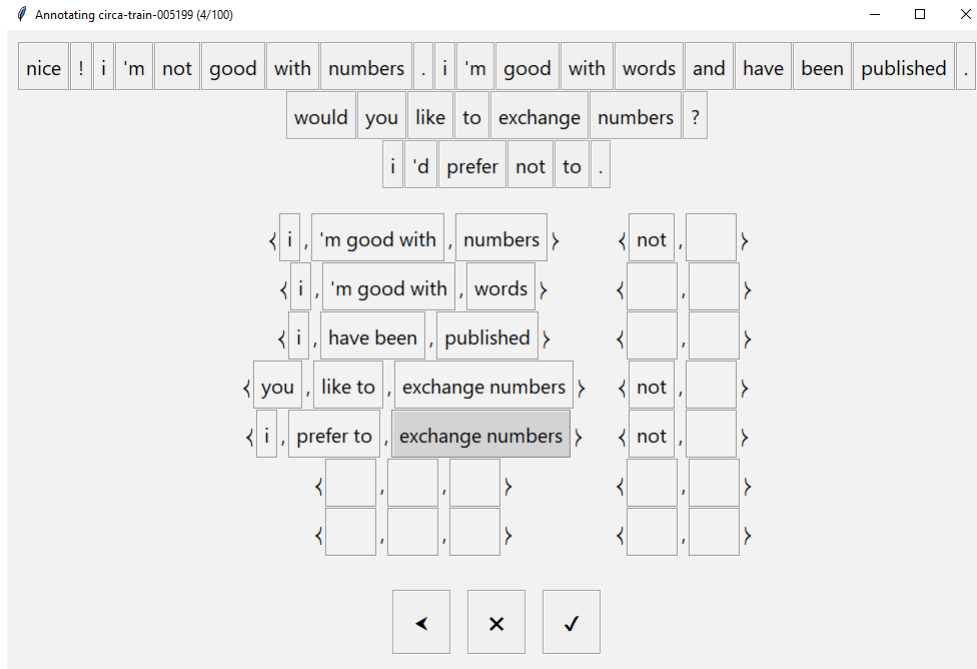 Annotating circa-train-005199 (4/100)
nice ! i 'm not good with numbers . i 'm good with words and have been published .
would you like to exchange numbers ?
i 'd prefer not to .
⟨ i , 'm good with , numbers ⟩ ⟨ not , ⟩
⟨ i , 'm good with , words ⟩ ⟨ , ⟩
⟨ i , have been , published ⟩ ⟨ , ⟩
⟨ you , like to , exchange numbers ⟩ ⟨ not , ⟩
⟨ i , prefer to , exchange numbers ⟩ ⟨ not , ⟩
⟨ , , ⟩ ⟨ , ⟩
⟨ , , ⟩ ⟨ , ⟩